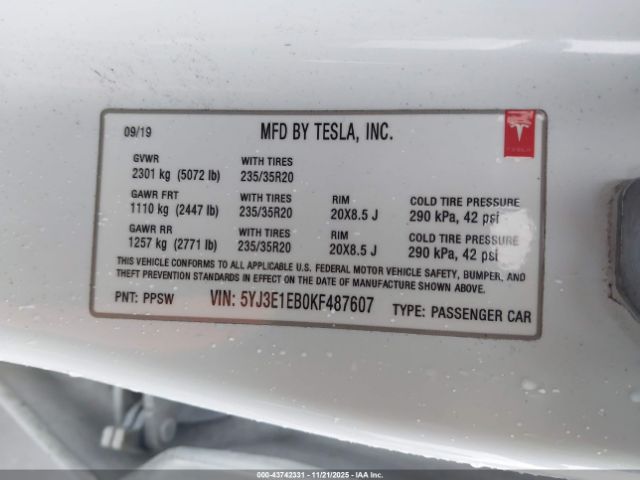 09/19 MFD BY TESLA, INC.
TESLA
GVWR WITH TIRES
2301 kg (5072 lb) 235/35R20
GAWR FRT WITH TIRES RIM COLD TIRE PRESSURE
1110 kg (2447 lb) 235/35R20 20X8.5 J 290 kPa, 42 psi
GAWR RR WITH TIRES RIM COLD TIRE PRESSURE
1257 kg (2771 lb) 235/35R20 20X8.5 J 290 kPa, 42 psi
THIS VEHICLE CONFORMS TO ALL APPLICABLE U.S. FEDERAL MOTOR VEHICLE SAFETY, BUMPER, AND
THEFT PREVENTION STANDARDS IN EFFECT ON THE DATE OF MANUFACTURE SHOWN ABOVE.
PNT: PPSW VIN: 5YJ3E1EB0KF487607 TYPE: PASSENGER CAR
000-43742331 - 11/21/2025 - IAAI, Inc.